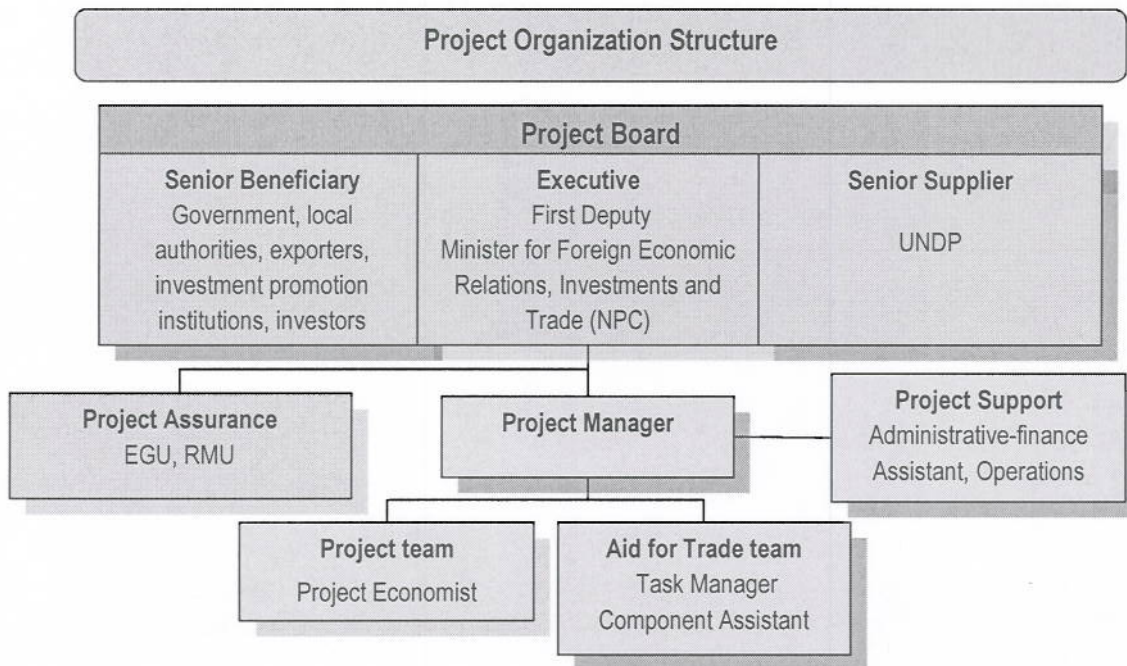 Project Organization Structure
Project Board
Senior Beneficiary
Government, local
authorities, exporters,
investment promotion
institutions, investors
Executive
First Deputy
Minister for Foreign Economic
Relations, Investments and
Trade (NPC)
Senior Supplier
UNDP
Project Assurance
EGU, RMU
Project Manager
Project Support
Administrative-finance
Assistant, Operations
Project team
Project Economist
Aid for Trade team
Task Manager
Component Assistant